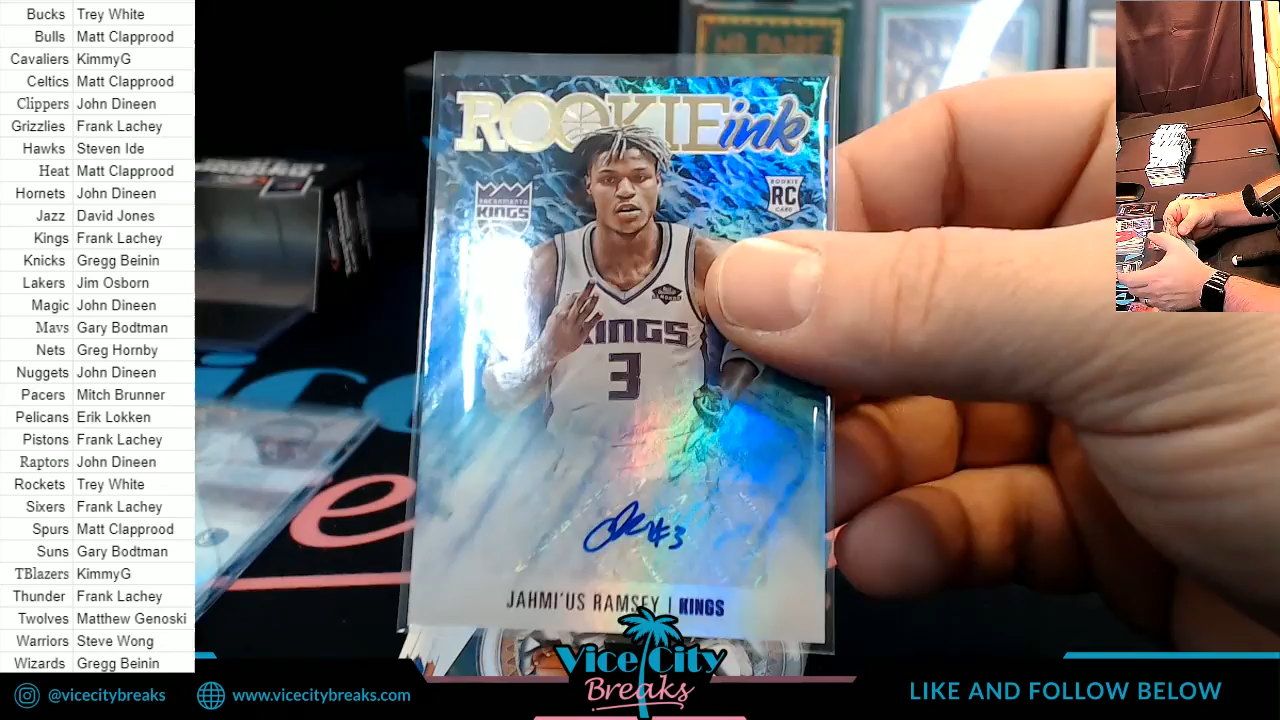 Bucks Trey White
Bulls Matt Clapprood
Cavaliers KimmyG
Celtics Matt Clapprood
Clippers John Dineen
Grizzlies Frank Lachey
Hawks Steven Ide
Heat Matt Clapprood
Hornets John Dineen
Jazz David Jones
Kings Frank Lachey
Knicks Gregg Beinin
Lakers Jim Osborn
Magic John Dineen
Mavs Gary Bodtman
Nets Greg Hornby
Nuggets John Dineen
Pacers Mitch Brunner
Pelicans Erik Lokken
Pistons Frank Lachey
Raptors John Dineen
Rockets Trey White
Sixers Frank Lachey
Spurs Matt Clapprood
Suns Gary Bodtman
TBlazers KimmyG
Thunder Frank Lachey
Twolves Matthew Genoski
Warriors Steve Wong
Wizards Gregg Beinin
ROOKIE ink
SACRAMENTO
KINGS
ROOKIE
RC
CARD
KINGS
3
#3
JAHMI'US RAMSEY | KINGS
Vice City
Breaks
@vicecitybreaks
www.vicecitybreaks.com
LIKE AND FOLLOW BELOW